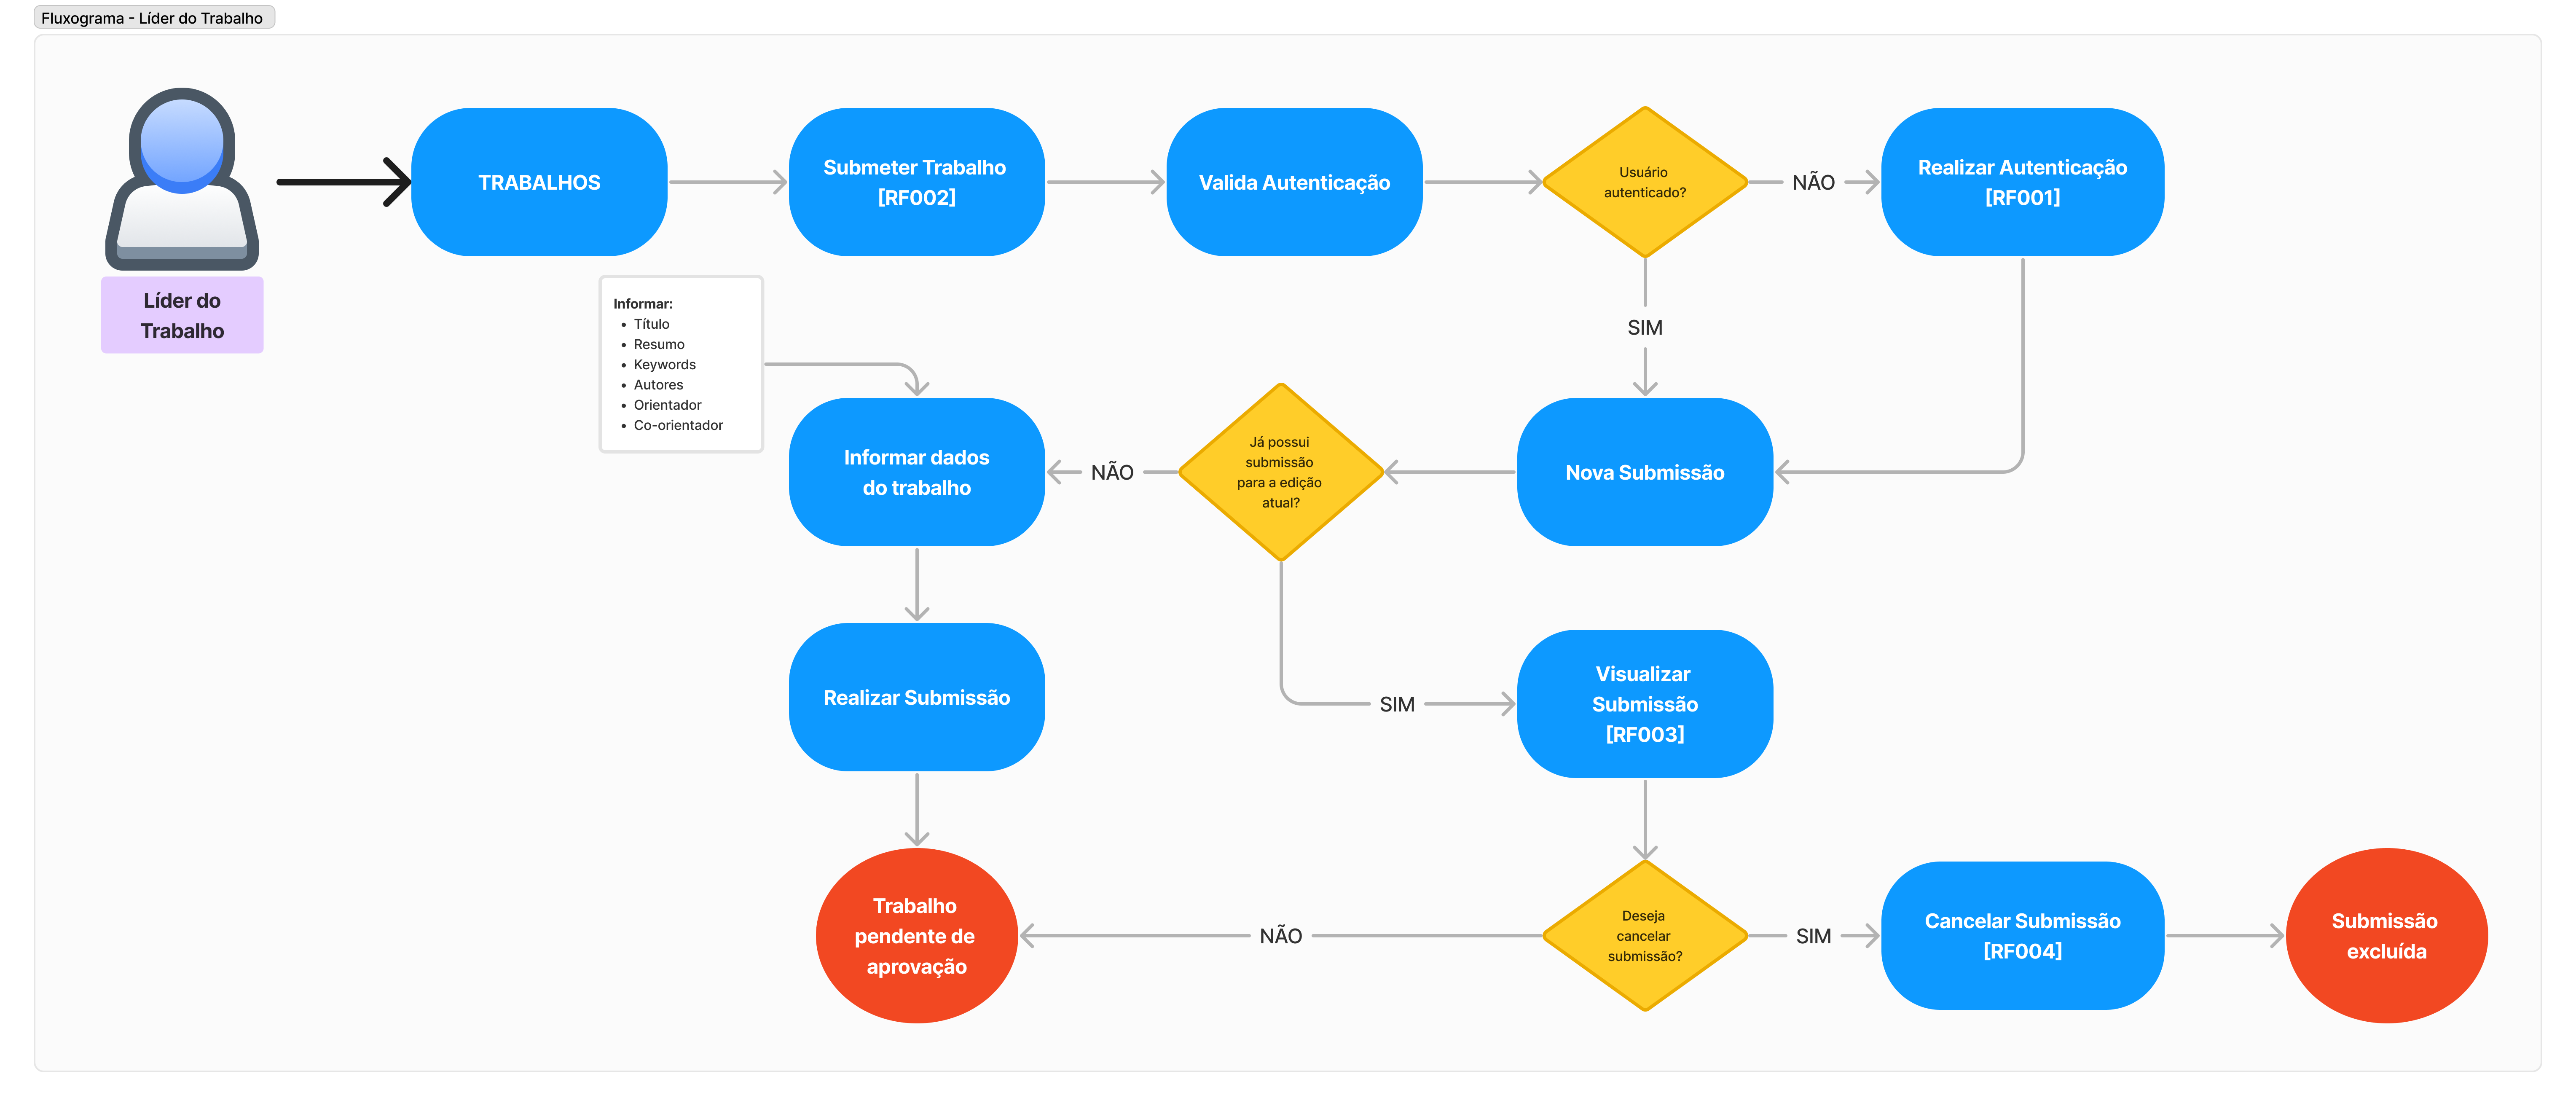 Fluxograma - Líder do Trabalho
TRABALHOS
Submeter Trabalho
[RF002]
Valida Autenticação
Usuário
autenticado?
NÃO
Realizar Autenticação
[RF001]
Líder do
Trabalho
Informar:
• Título
• Resumo
• Keywords
• Autores
• Orientador
• Co-orientador
SIM
Informar dados
do trabalho
NÃO
Já possui
submissão
para a edição
atual?
Nova Submissão
Realizar Submissão
SIM
Visualizar
Submissão
[RF003]
Trabalho
pendente de
aprovação
NÃO
Deseja
cancelar
submissão?
SIM
Cancelar Submissão
[RF004]
Submissão
excluída